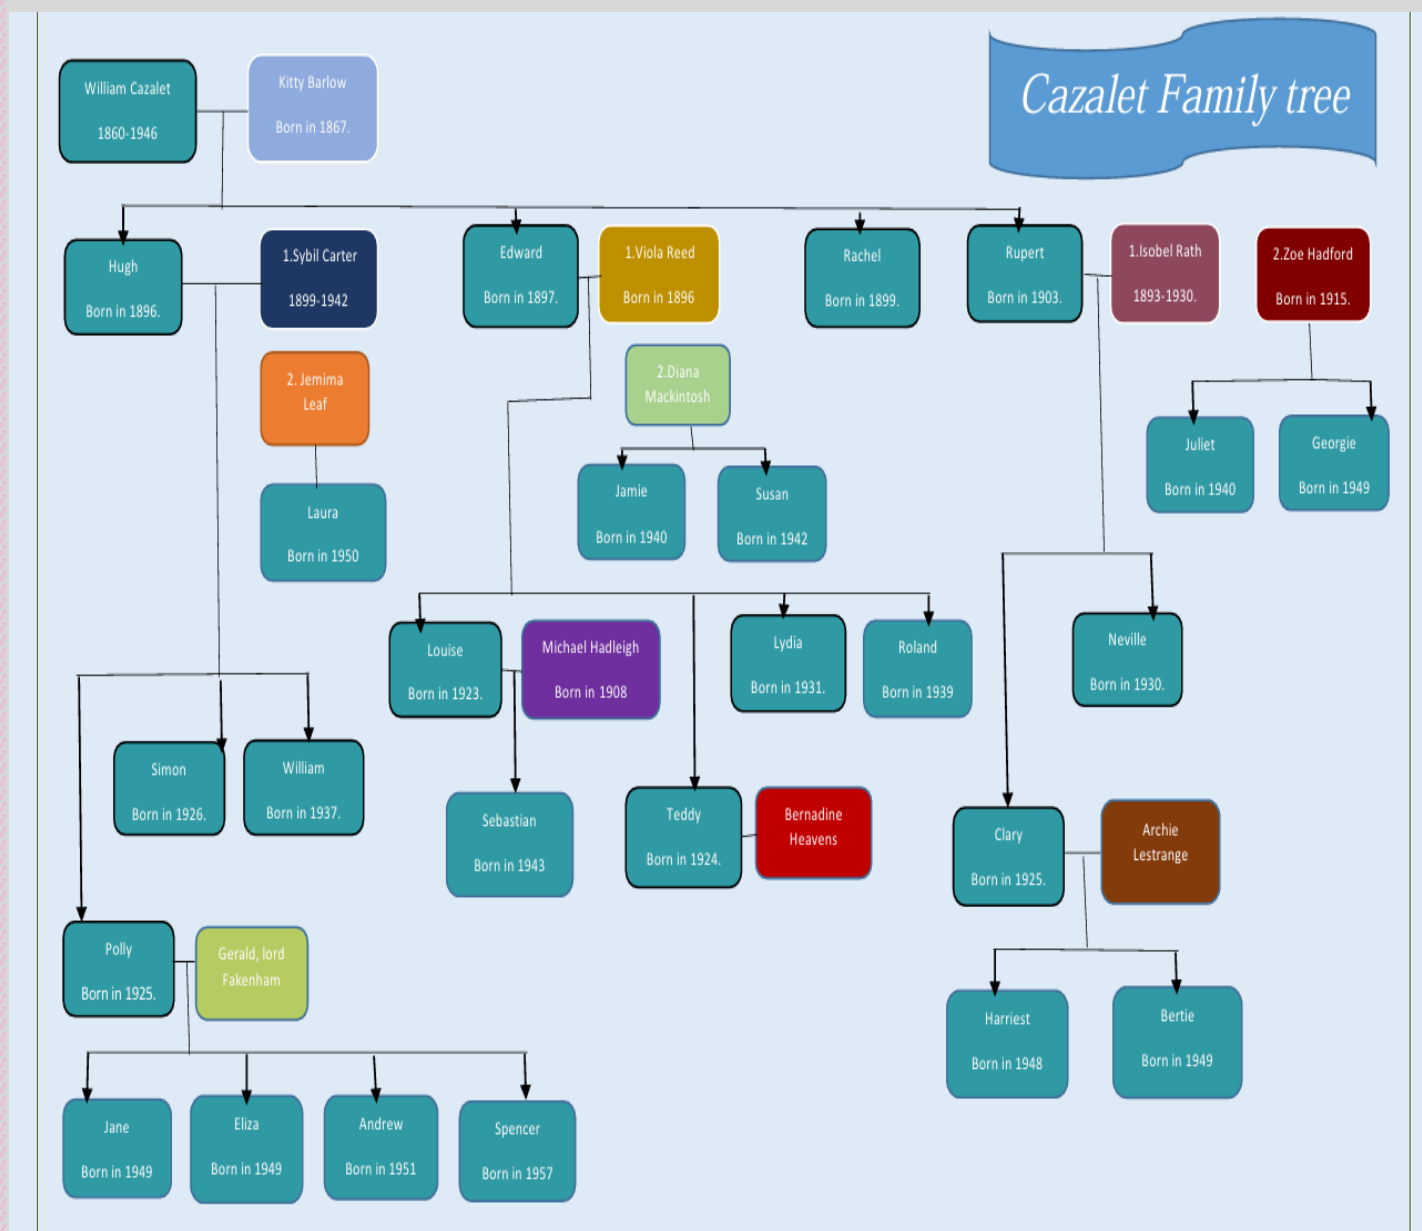 Cazalet Family tree
William Cazalet
1860-1946
Kitty Barlow
Born in 1867.
Hugh
Born in 1896.
1.Sybil Carter
1899-1942
Edward
Born in 1897.
1.Viola Reed
Born in 1896
Rachel
Born in 1899.
Rupert
Born in 1903.
1.Isobel Rath
1893-1930.
2.Zoe Hadford
Born in 1915.
2. Jemima
Leaf
2.Diana
Mackintosh
Juliet
Born in 1940
Georgie
Born in 1949
Laura
Born in 1950
Jamie
Born in 1940
Susan
Born in 1942
Louise
Born in 1923.
Michael Hadleigh
Born in 1908
Lydia
Born in 1931.
Roland
Born in 1939
Neville
Born in 1930.
Simon
Born in 1926.
William
Born in 1937.
Sebastian
Born in 1943
Teddy
Born in 1924.
Bernadine
Heavens
Clary
Born in 1925.
Archie
Lestrange
Polly
Born in 1925.
Gerald, lord
Fakenham
Harriest
Born in 1948
Bertie
Born in 1949
Jane
Born in 1949
Eliza
Born in 1949
Andrew
Born in 1951
Spencer
Born in 1957